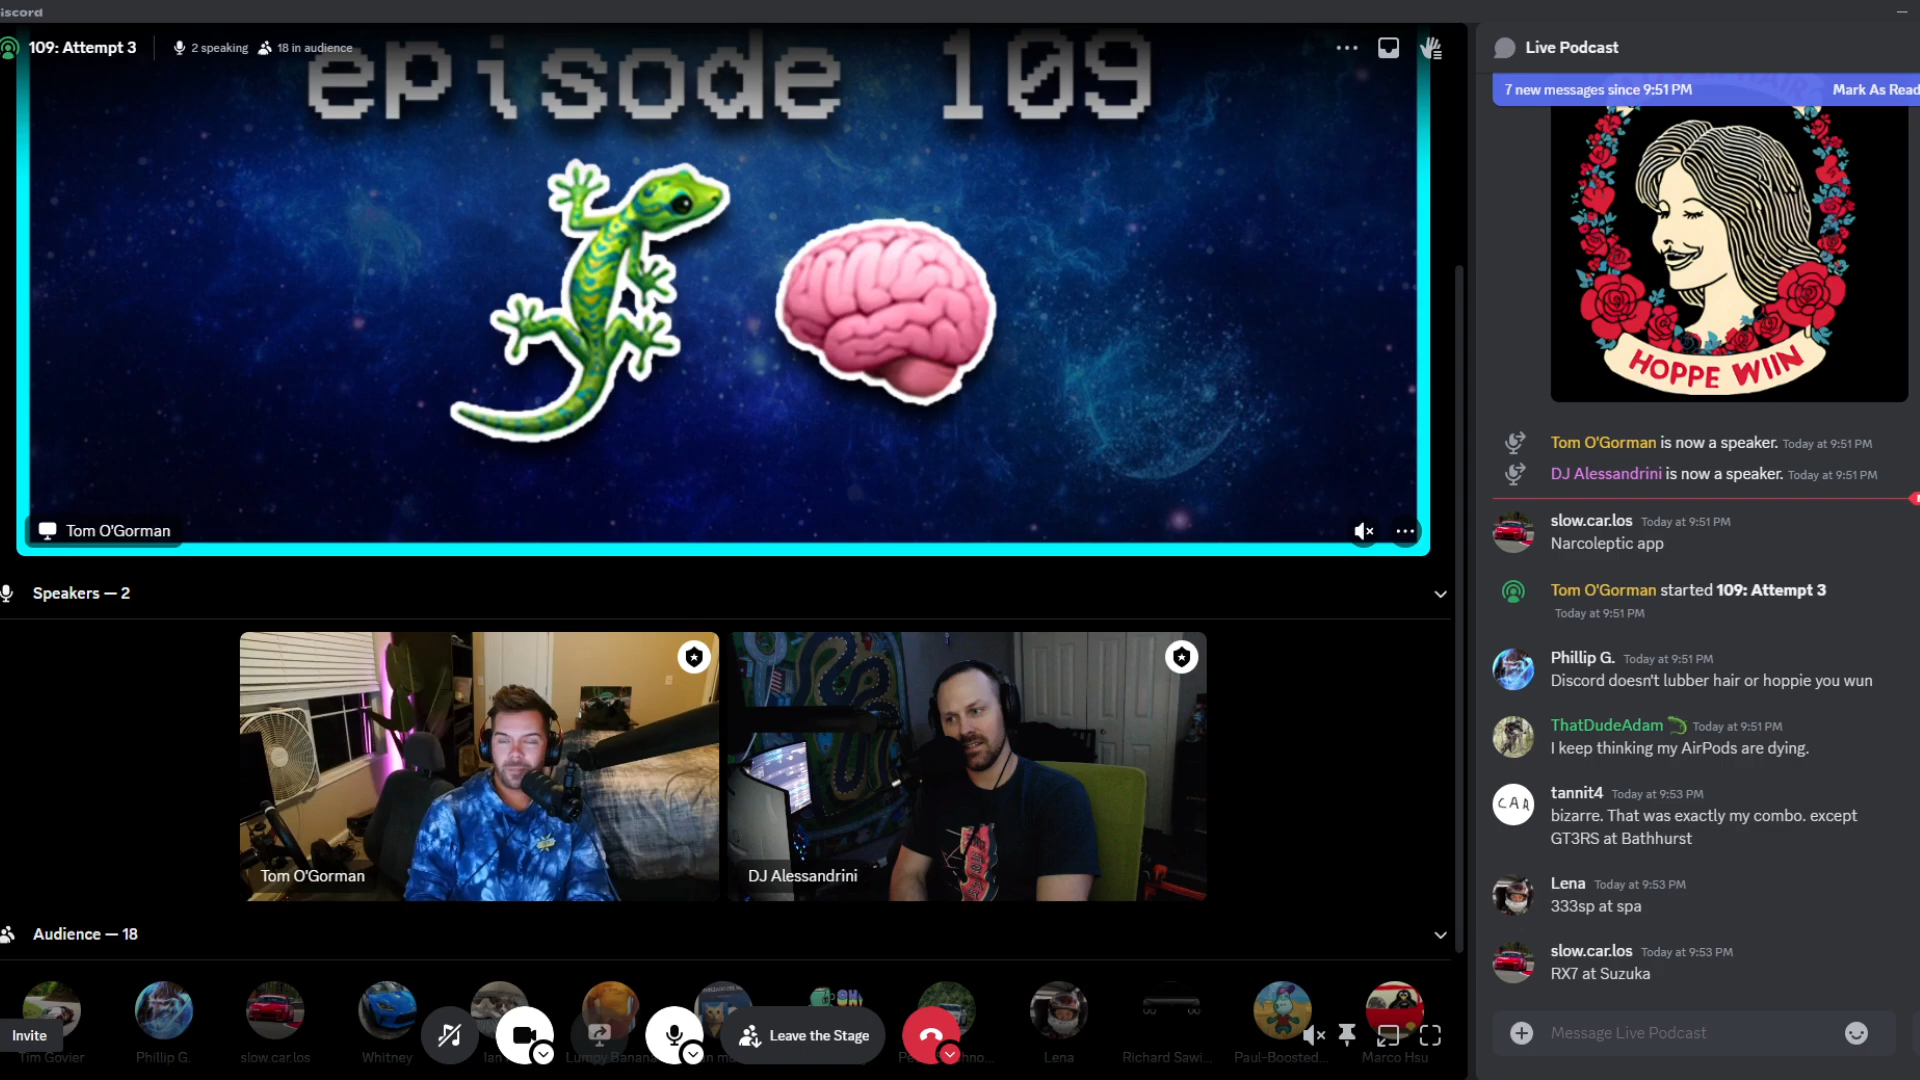 iscord
109: Attempt 3
2 speaking
18 in audience
episode 109
Tom O'Gorman
Speakers — 2
Tom O'Gorman
DJ Alessandrini
Audience — 18
Invite
Tim Govier
Phillip G.
slow.car.los
Whitney
Ian
Lumpy.Banana
Leave the Stage
Lena
Richard Sawi...
Paul-Boosted...
Marco Hsu
Live Podcast
7 new messages since 9:51 PM
Mark As Read
HOPPE WIIN
Tom O'Gorman is now a speaker. Today at 9:51 PM
DJ Alessandrini is now a speaker. Today at 9:51 PM
slow.car.los Today at 9:51 PM
Narcoleptic app
Tom O'Gorman started 109: Attempt 3
Today at 9:51 PM
Phillip G. Today at 9:51 PM
Discord doesn't lubber hair or hoppie you wun
ThatDudeAdam Today at 9:51 PM
I keep thinking my AirPods are dying.
CAR
tannit4 Today at 9:53 PM
bizarre. That was exactly my combo. except
GT3RS at Bathhurst
Lena Today at 9:53 PM
333sp at spa
slow.car.los Today at 9:53 PM
RX7 at Suzuka
Message Live Podcast